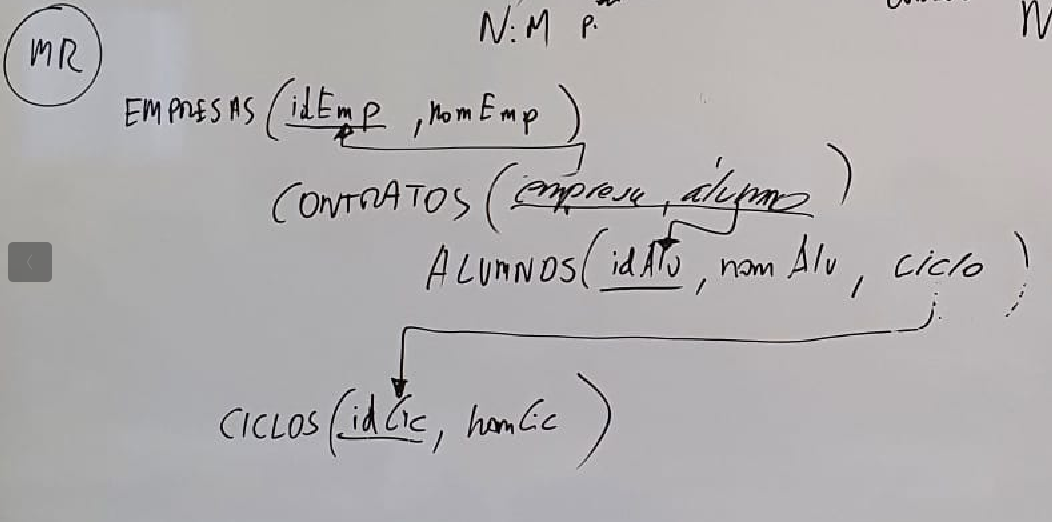 N:M P.
MR
EMPRESAS (idEmp, nomEmp)
CONTRATOS (empresa, alumno)
ALUMNOS (idAlu, nomAlu, ciclo)
CICLOS (idCic, nomCic)